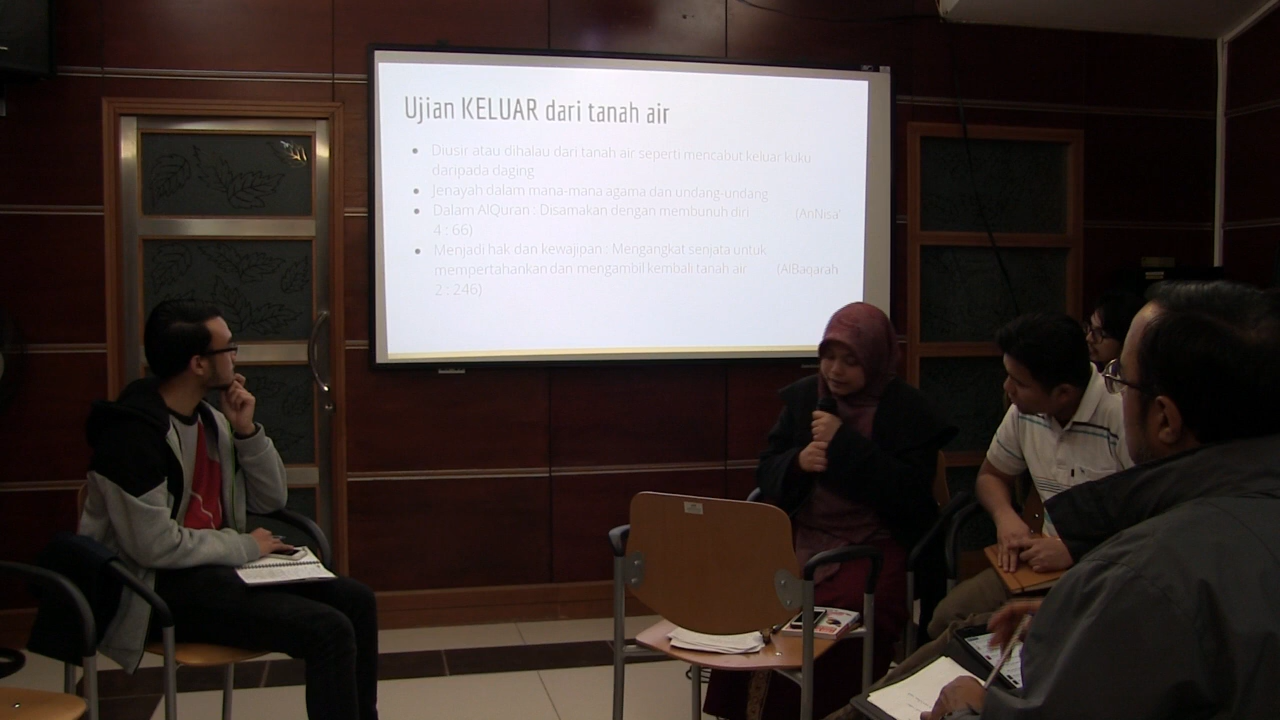 Ujian KELUAR dari tanah air
Diusir atau dihalau dari tanah air seperti mencabut keluar kuku
daripada daging
Jenayah dalam mana-mana agama dan undang-undang
Dalam AlQuran : Disamakan dengan membunuh diri (AnNisa'
4 : 66)
Menjadi hak dan kewajipan : Mengangkat senjata untuk
mempertahankan dan mengambil kembali tanah air (AlBaqarah
2 : 246)